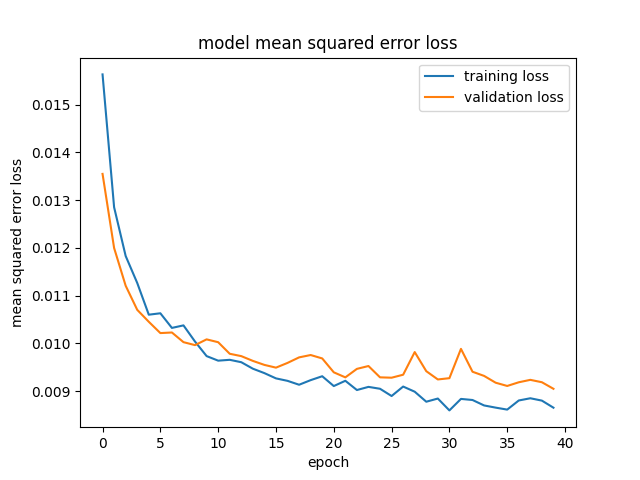 model mean squared error loss
training loss
validation loss
0.015
0.014
0.013
0.012
0.011
0.010
0.009
mean squared error loss
0 5 10 15 20 25 30 35 40
epoch